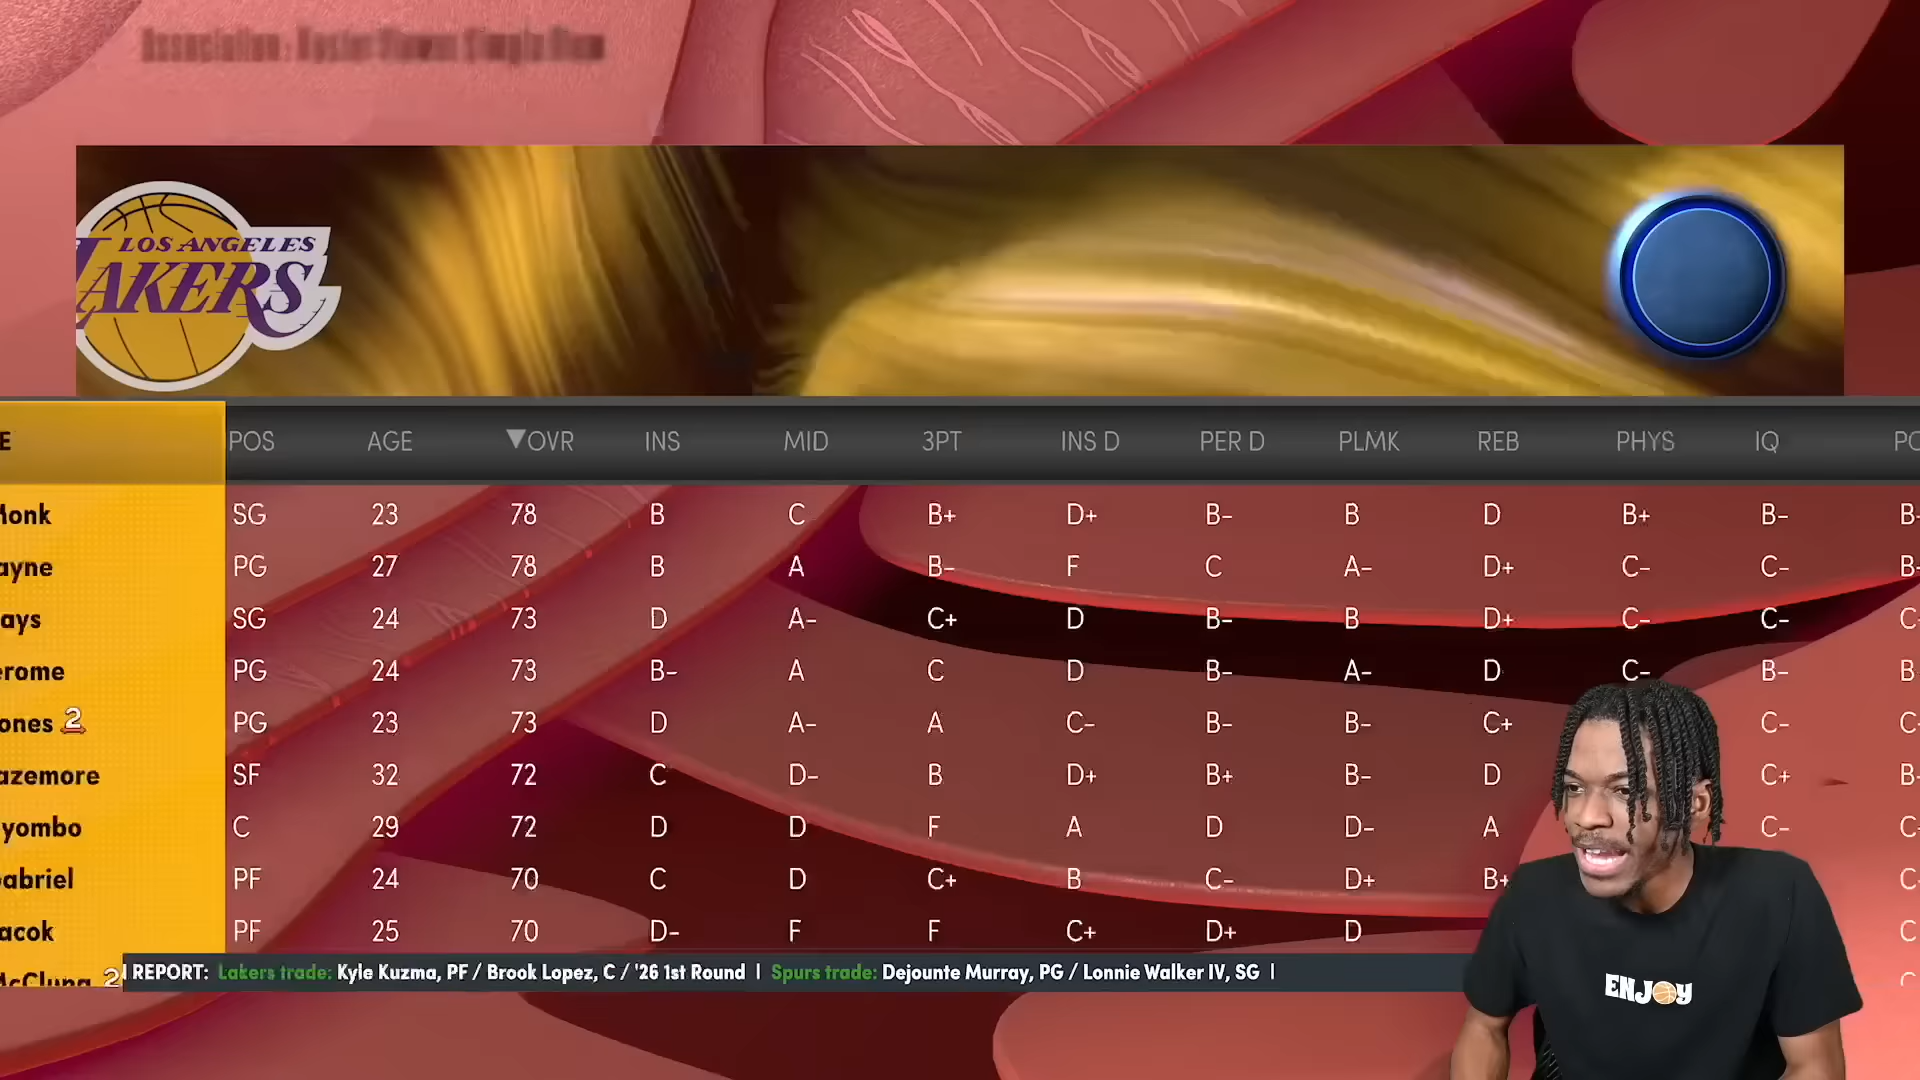 LOS ANGELES
LAKERS
E POS AGE ▼OVR INS MID 3PT INS D PER D PLMK REB PHYS IQ
Monk SG 23 78 B C B+ D+ B- B D B+ B- B-
ayne PG 27 78 B A B- F C A- D+ C- C- B-
ays SG 24 73 D A- C+ D B- B D+ C- C- C-
erome PG 24 73 B- A C D B- A- D C- B- B
ones 2 PG 23 73 D A- A C- B- B- C+ C- C-
azemore SF 32 72 C D- B D+ B+ B- D C+ B-
yombo C 29 72 D D F A D D- A C- C-
abriel PF 24 70 C D C+ B C- D+ B+ C-
acok PF 25 70 D- F F C+ D+ D C
McClung 2
REPORT: Lakers trade: Kyle Kuzma, PF / Brook Lopez, C / '26 1st Round | Spurs trade: Dejounte Murray, PG / Lonnie Walker IV, SG |
ENJOY